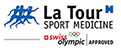 La Tour
SPORT MEDICINE
swiss olympic APPROVED